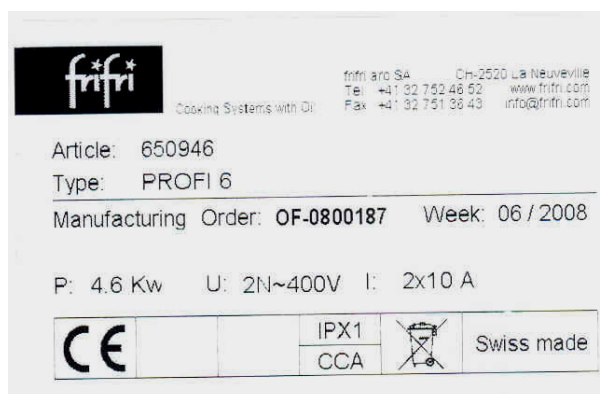 frifri
frifri aro SA CH-2520 La Neuveville
Tel +41 32 752 46 52 www.frifri.com
Cooking Systems with Oil Fax +41 32 751 36 43 info@frifri.com
Article: 650946
Type: PROFI 6
Manufacturing Order: OF-0800187 Week: 06 / 2008
P: 4.6 Kw U: 2N~400V I: 2x10 A
CE IPX1 Swiss made
CCA